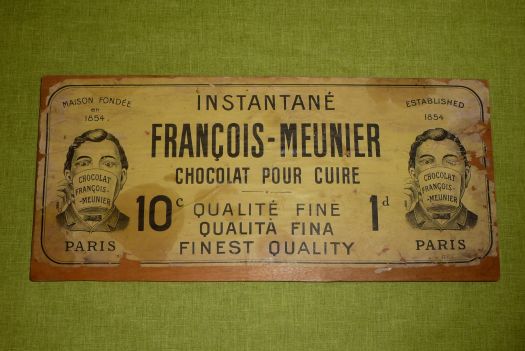 MAISON FONDÉE
en
1854.
CHOCOLAT
FRANÇOIS-
-MEUNIER
PARIS
INSTANTANÉ
FRANÇOIS-MEUNIER
CHOCOLAT POUR CUIRE
10c QUALITÉ FINE 1d
QUALITÀ FINA
FINEST QUALITY
ESTABLISHED
1854
CHOCOLAT
FRANÇOIS-
-MEUNIER
PARIS